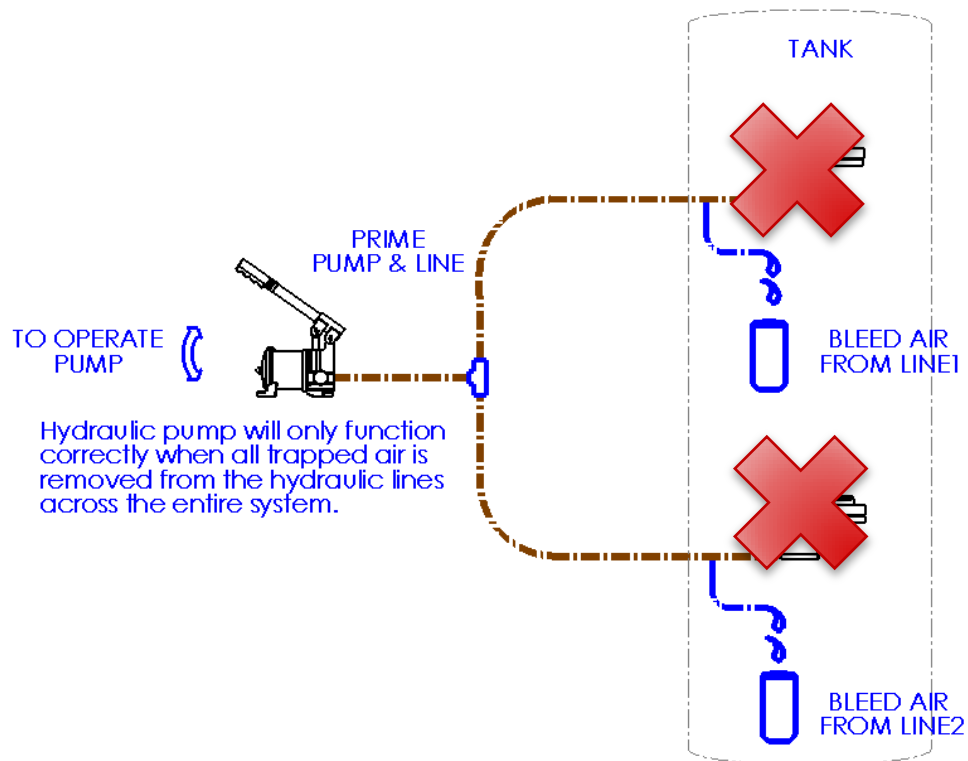 TANK
PRIME
PUMP & LINE
TO OPERATE
PUMP
BLEED AIR
FROM LINE1
Hydraulic pump will only function
correctly when all trapped air is
removed from the hydraulic lines
across the entire system.
BLEED AIR
FROM LINE2